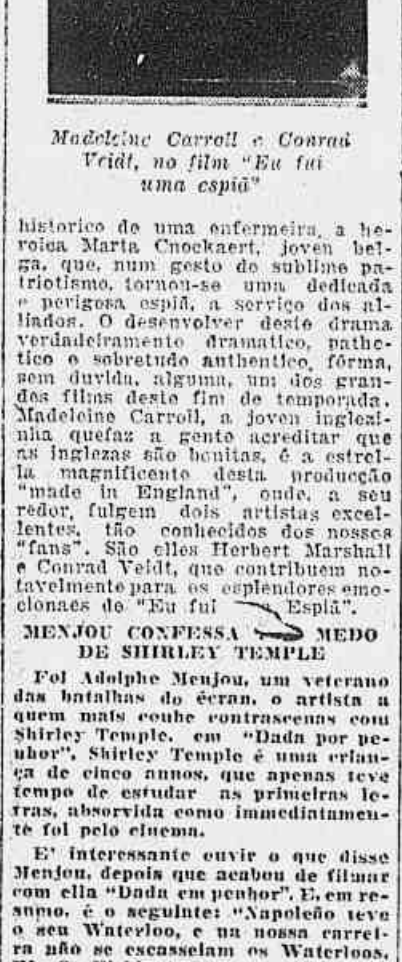 Madeleine Carroll e Conrad
Veidt, no film "Eu fui
uma espiã"
historico de uma enfermeira, a he-
roica Marta Cnockaert, joven bel-
ga, que, num gesto de sublime pa-
triotismo, tornou-se uma dedicada
e perigosa espiã, a serviço dos al-
liados. O desenvolver deste drama
verdadeiramente dramatico, pathe-
tico e sobretudo authentico, fórma,
sem duvida, alguma, um dos gran-
des films deste fim de temporada.
Madeleine Carroll, a joven inglezi-
nha quefaz a gente acreditar que
as inglezas são bonitas, é a estrel-
la magnificente desta producção
"made in England", onde, a seu
redor, fulgem dois artistas excel-
lentes, tão conhecidos dos nossos
"fans". São elles Herbert Marshall
e Conrad Veidt, que contribuem no-
tavelmente para os esplendores emo-
cionaes de "Eu fui Espiã".
MENJOU CONFESSA MEDO
DE SHIRLEY TEMPLE
Foi Adolphe Menjou, um veterano
das batalhas do écran, o artista a
quem mais coube contrascenas com
Shirley Temple, em "Dada por pe-
nhor". Shirley Temple é uma crian-
ça de cinco annos, que apenas teve
tempo de estudar as primeiras le-
tras, absorvida como immediatamen-
te foi pelo cinema.
E' interessante ouvir o que disse
Menjou, depois que acabou de filmar
com ella "Dada em penhor". E, em re-
sumo, é o seguinte: "Napoleão teve
o seu Waterloo, e na nossa carrei-
ra não se escasseiam os Waterloos.